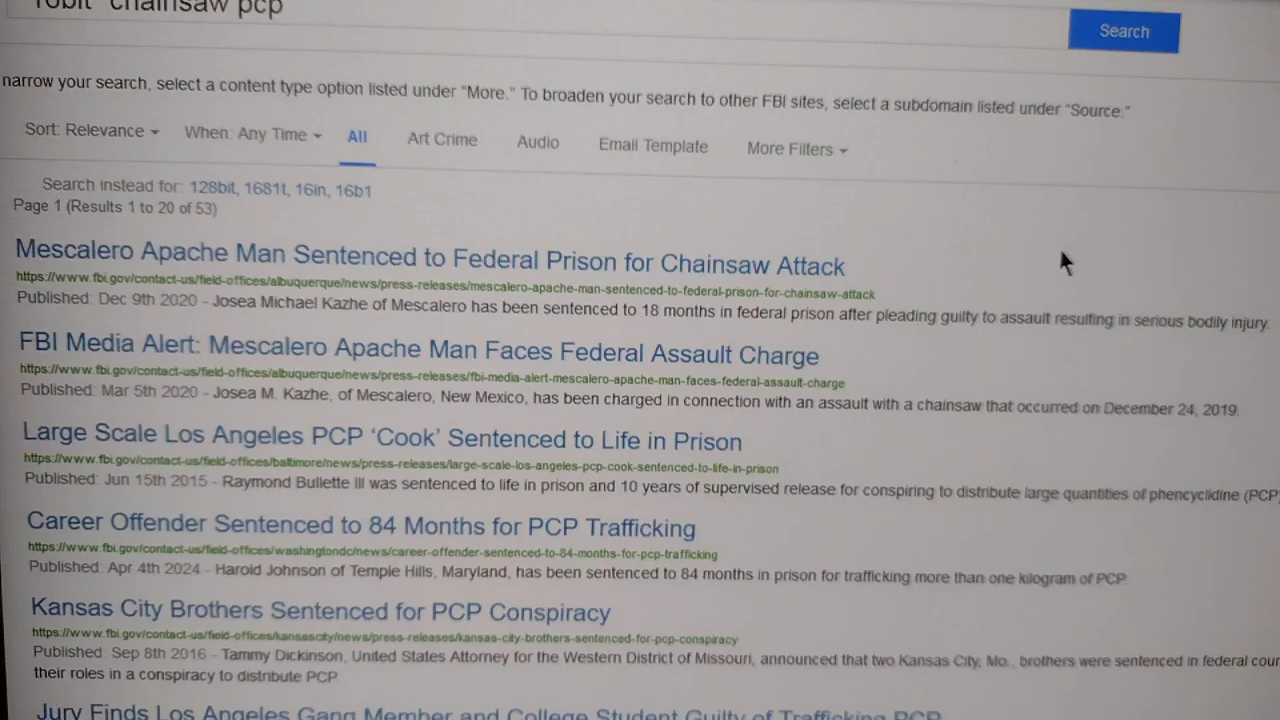 chainsaw pcp
Search
narrow your search, select a content type option listed under "More." To broaden your search to other FBI sites, select a subdomain listed under "Source."
Sort: Relevance When: Any Time All Art Crime Audio Email Template More Filters
Search instead for: 128bit, 1681t, 16in, 16b1
Page 1 (Results 1 to 20 of 53)
Mescalero Apache Man Sentenced to Federal Prison for Chainsaw Attack
https://www.fbi.gov/contact-us/field-offices/albuquerque/news/press-releases/mescalero-apache-man-sentenced-to-federal-prison-for-chainsaw-attack
Published: Dec 9th 2020 - Josea Michael Kazhe of Mescalero has been sentenced to 18 months in federal prison after pleading guilty to assault resulting in serious bodily injury.
FBI Media Alert: Mescalero Apache Man Faces Federal Assault Charge
https://www.fbi.gov/contact-us/field-offices/albuquerque/news/press-releases/fbi-media-alert-mescalero-apache-man-faces-federal-assault-charge
Published: Mar 5th 2020 - Josea M. Kazhe, of Mescalero, New Mexico, has been charged in connection with an assault with a chainsaw that occurred on December 24, 2019.
Large Scale Los Angeles PCP ‘Cook’ Sentenced to Life in Prison
https://www.fbi.gov/contact-us/field-offices/baltimore/news/press-releases/large-scale-los-angeles-pcp-cook-sentenced-to-life-in-prison
Published: Jun 15th 2015 - Raymond Bullette III was sentenced to life in prison and 10 years of supervised release for conspiring to distribute large quantities of phencyclidine (PCP)
Career Offender Sentenced to 84 Months for PCP Trafficking
https://www.fbi.gov/contact-us/field-offices/washingtondc/news/career-offender-sentenced-to-84-months-for-pcp-trafficking
Published: Apr 4th 2024 - Harold Johnson of Temple Hills, Maryland, has been sentenced to 84 months in prison for trafficking more than one kilogram of PCP.
Kansas City Brothers Sentenced for PCP Conspiracy
https://www.fbi.gov/contact-us/field-offices/kansascity/news/press-releases/kansas-city-brothers-sentenced-for-pcp-conspiracy
Published: Sep 8th 2016 - Tammy Dickinson, United States Attorney for the Western District of Missouri, announced that two Kansas City, Mo., brothers were sentenced in federal cour
their roles in a conspiracy to distribute PCP.
Jury Finds Los Angeles Gang Member and College Student Guilty of Trafficking PCP